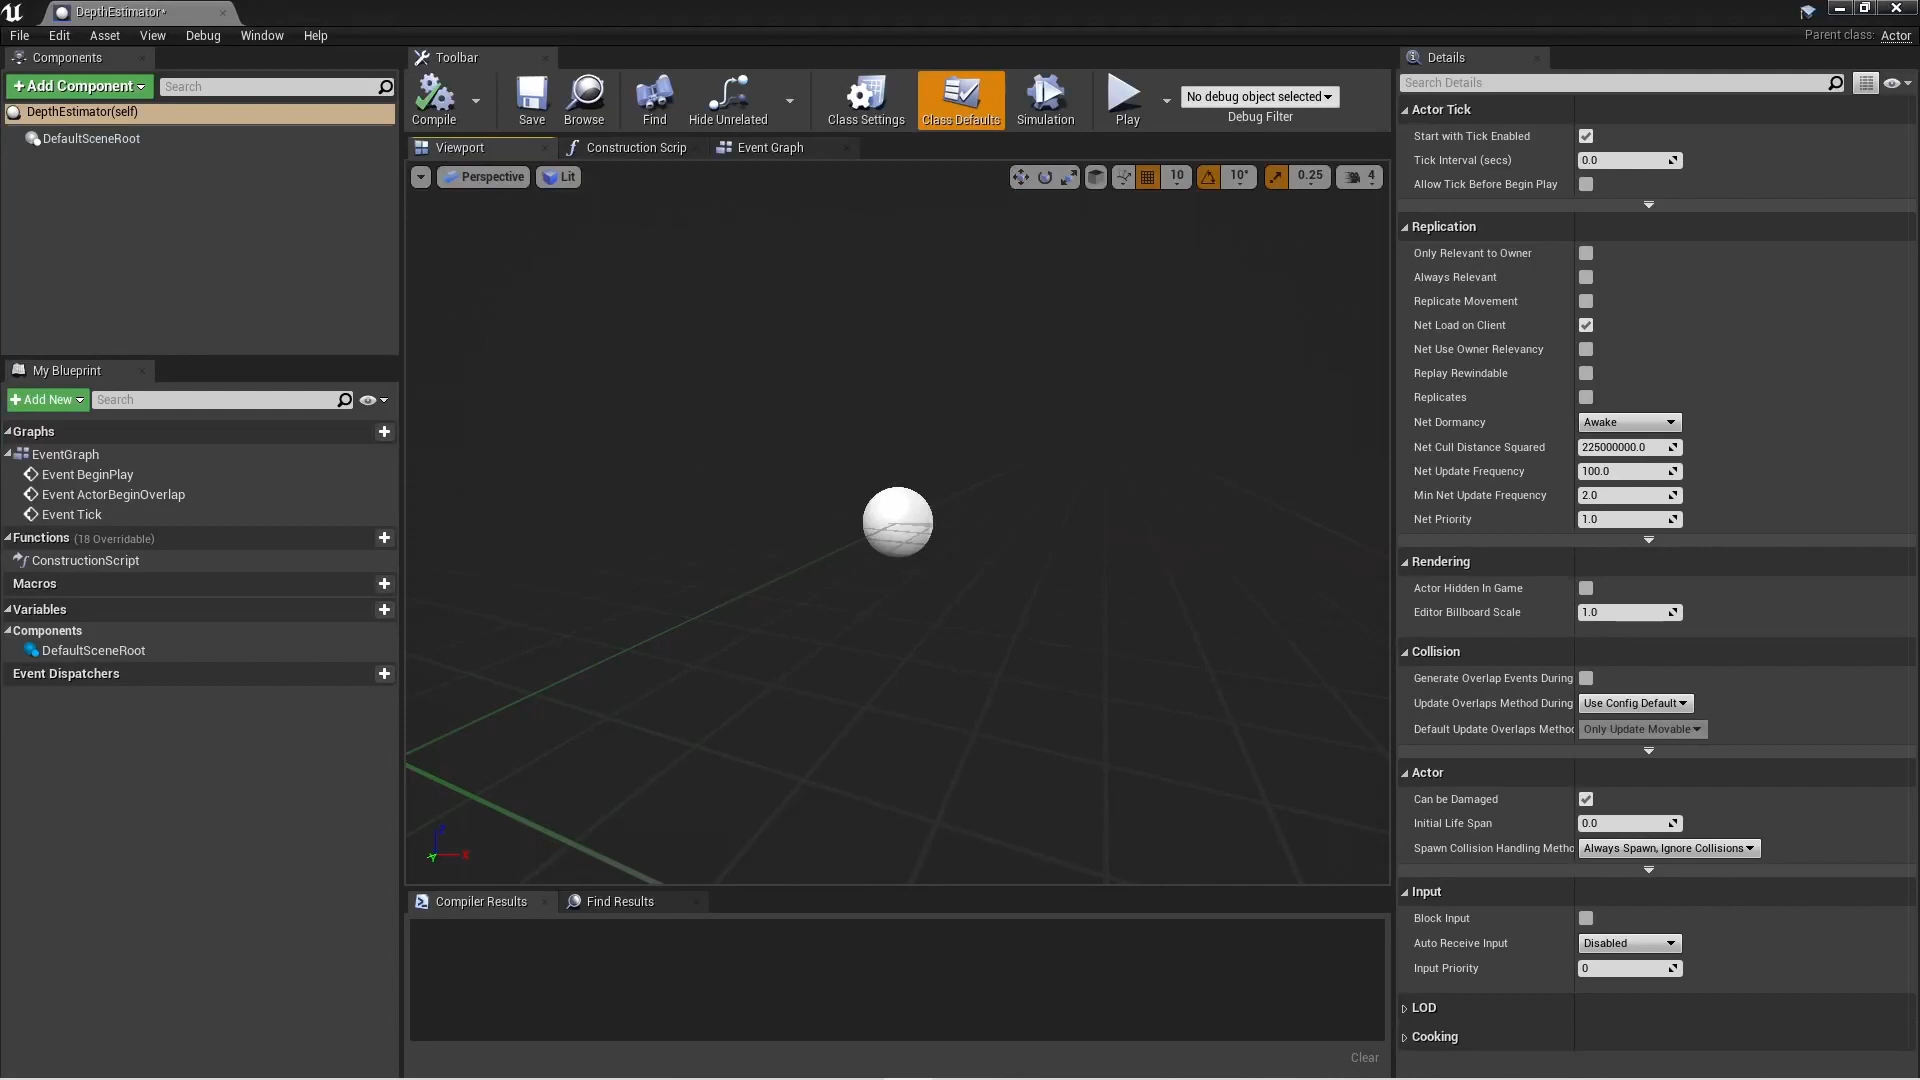 DepthEstimator*
File Edit Asset View Debug Window Help
Parent class: Actor
Components
+Add Component
Search
DepthEstimator(self)
DefaultSceneRoot
My Blueprint
+Add New
Search
Graphs
EventGraph
Event BeginPlay
Event ActorBeginOverlap
Event Tick
Functions (18 Overridable)
ConstructionScript
Macros
Variables
Components
DefaultSceneRoot
Event Dispatchers
Toolbar
Compile
Save
Browse
Find
Hide Unrelated
Class Settings
Class Defaults
Simulation
Play
No debug object selected
Debug Filter
Viewport
Construction Scrip
Event Graph
Perspective
Lit
10
10°
0.25
4
Z
Y
X
Compiler Results
Find Results
Clear
Details
Search Details
Actor Tick
Start with Tick Enabled
Tick Interval (secs) 0.0
Allow Tick Before Begin Play
Replication
Only Relevant to Owner
Always Relevant
Replicate Movement
Net Load on Client
Net Use Owner Relevancy
Replay Rewindable
Replicates
Net Dormancy Awake
Net Cull Distance Squared 225000000.0
Net Update Frequency 100.0
Min Net Update Frequency 2.0
Net Priority 1.0
Rendering
Actor Hidden In Game
Editor Billboard Scale 1.0
Collision
Generate Overlap Events During
Update Overlaps Method During Use Config Default
Default Update Overlaps Metho Only Update Movable
Actor
Can be Damaged
Initial Life Span 0.0
Spawn Collision Handling Metho Always Spawn, Ignore Collisions
Input
Block Input
Auto Receive Input Disabled
Input Priority 0
LOD
Cooking